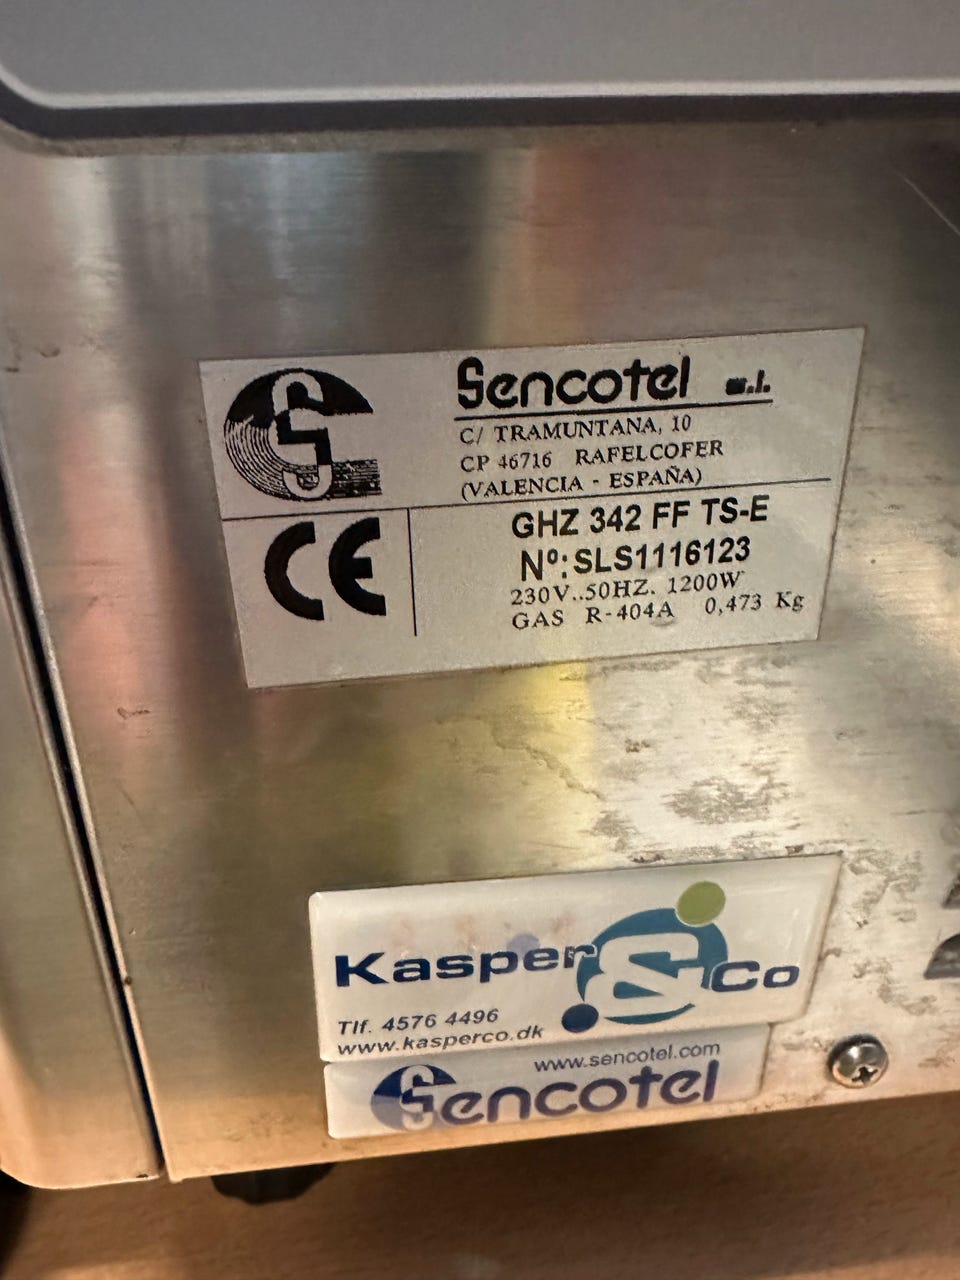 Sencotel s.l.
C/ TRAMUNTANA, 10
CP 46716 RAFELCOFER
(VALENCIA - ESPAÑA)
CE
GHZ 342 FF TS-E
Nº: SLS1116123
230V..50HZ. 1200W
GAS R-404A 0,473 Kg
Kasper & Co
Tlf. 4576 4496
www.kasperco.dk
www.sencotel.com
Sencotel